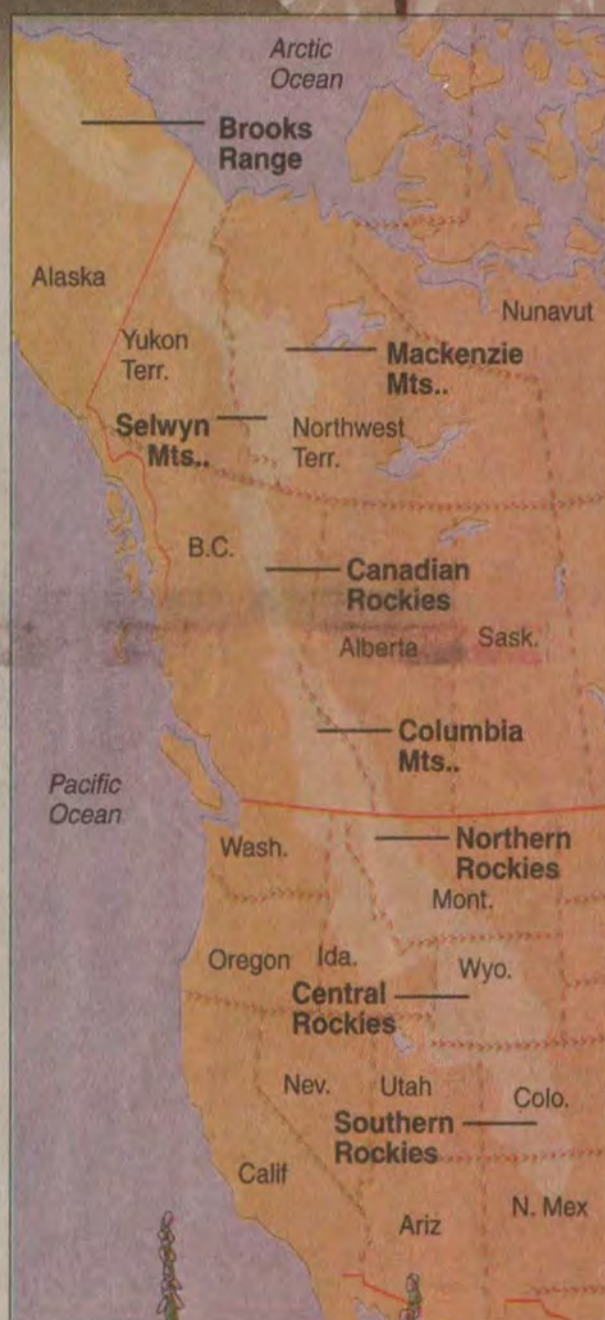 Arctic
Ocean
Brooks
Range
Alaska
Nunavut
Yukon
Terr.
Mackenzie
Mts..
Selwyn
Mts..
Northwest
Terr.
B.C.
Canadian
Rockies
Alberta
Sask.
Columbia
Mts..
Pacific
Ocean
Wash.
Northern
Rockies
Mont.
Oregon
Ida.
Wyo.
Central
Rockies
Nev.
Utah
Colo.
Southern
Rockies
Calif
Ariz
N. Mex